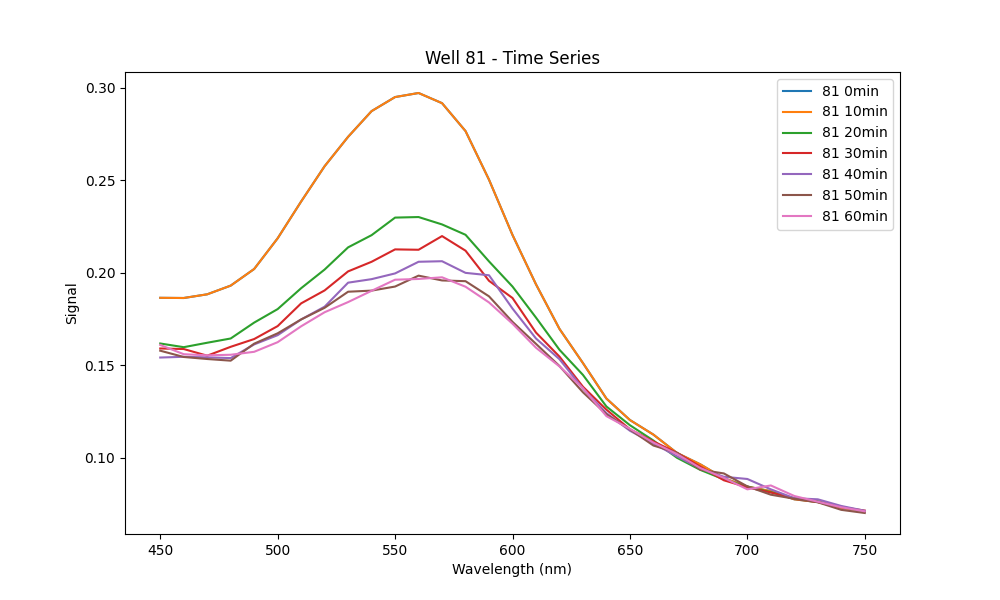 Well 81 - Time Series
81 0min
81 10min
81 20min
81 30min
81 40min
81 50min
81 60min
Signal
0.30
0.25
0.20
0.15
0.10
450 500 550 600 650 700 750
Wavelength (nm)